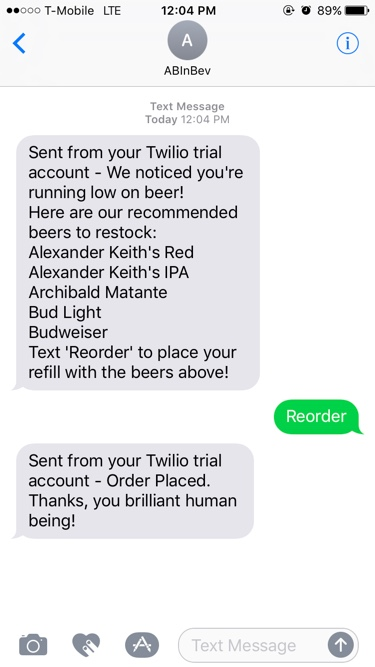 T-Mobile LTE 12:04 PM 89%
A
ABInBev
Text Message
Today 12:04 PM
Sent from your Twilio trial
account - We noticed you're
running low on beer!
Here are our recommended
beers to restock:
Alexander Keith's Red
Alexander Keith's IPA
Archibald Matante
Bud Light
Budweiser
Text 'Reorder' to place your
refill with the beers above!
Reorder
Sent from your Twilio trial
account - Order Placed.
Thanks, you brilliant human
being!
Text Message